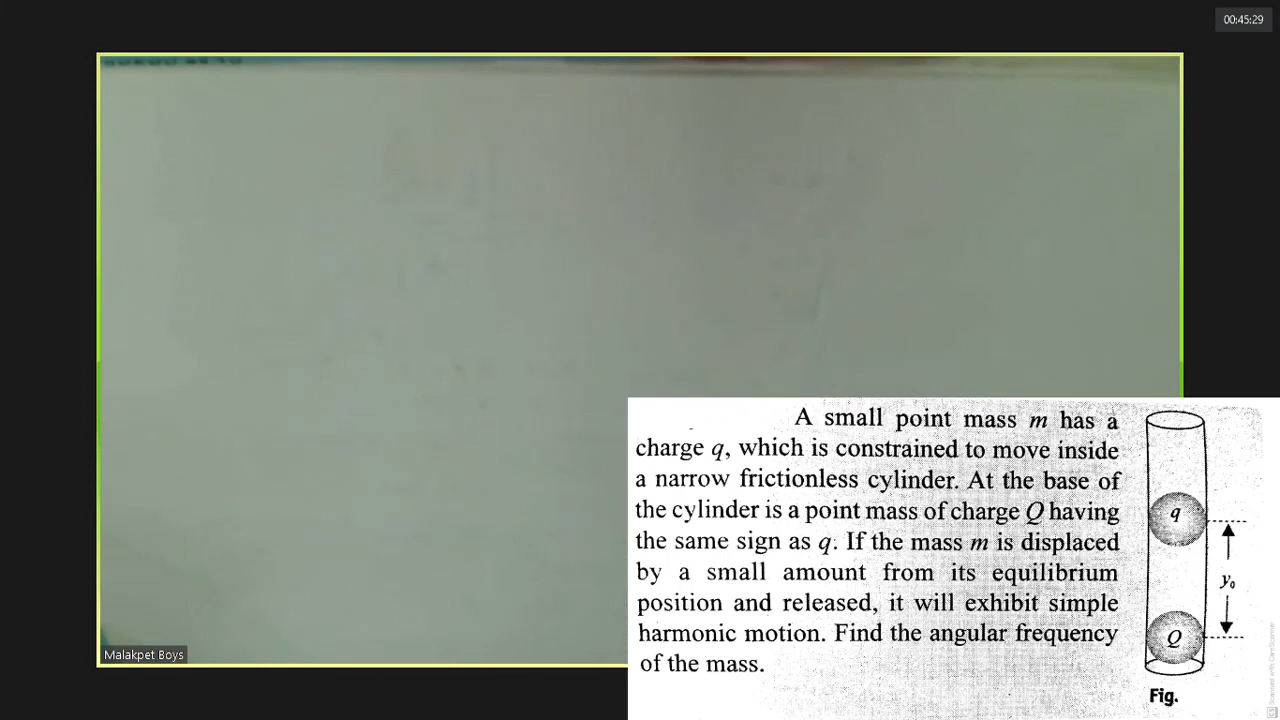 00:45:29
A small point mass m has a
charge q, which is constrained to move inside
a narrow frictionless cylinder. At the base of
the cylinder is a point mass of charge Q having
the same sign as q. If the mass m is displaced
by a small amount from its equilibrium
position and released, it will exhibit simple
harmonic motion. Find the angular frequency
of the mass.
q
y₀
Q
Fig.
Malakpet Boys
Scanned with CamScanner